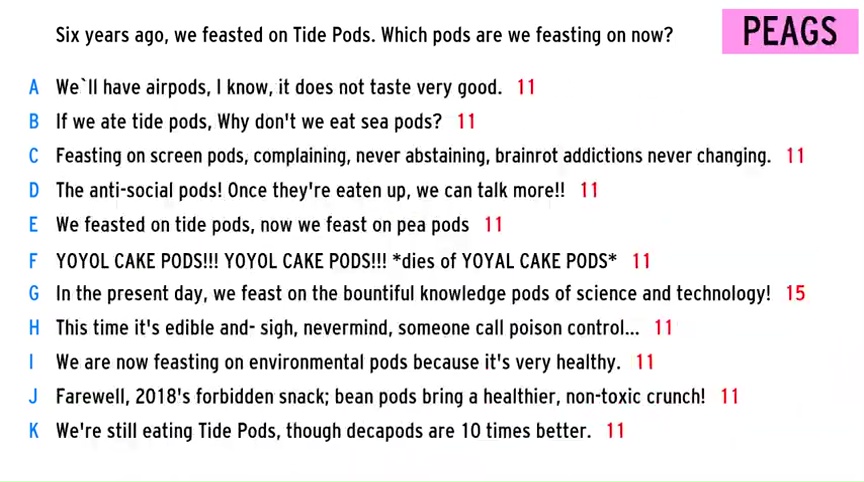 Six years ago, we feasted on Tide Pods. Which pods are we feasting on now?
PEAGS
A We`ll have airpods, I know, it does not taste very good. 11
B If we ate tide pods, Why don't we eat sea pods? 11
C Feasting on screen pods, complaining, never abstaining, brainrot addictions never changing. 11
D The anti-social pods! Once they're eaten up, we can talk more!! 11
E We feasted on tide pods, now we feast on pea pods 11
F YOYOL CAKE PODS!!! YOYOL CAKE PODS!!! *dies of YOYAL CAKE PODS* 11
G In the present day, we feast on the bountiful knowledge pods of science and technology! 15
H This time it's edible and- sigh, nevermind, someone call poison control... 11
I We are now feasting on environmental pods because it's very healthy. 11
J Farewell, 2018's forbidden snack; bean pods bring a healthier, non-toxic crunch! 11
K We're still eating Tide Pods, though decapods are 10 times better. 11